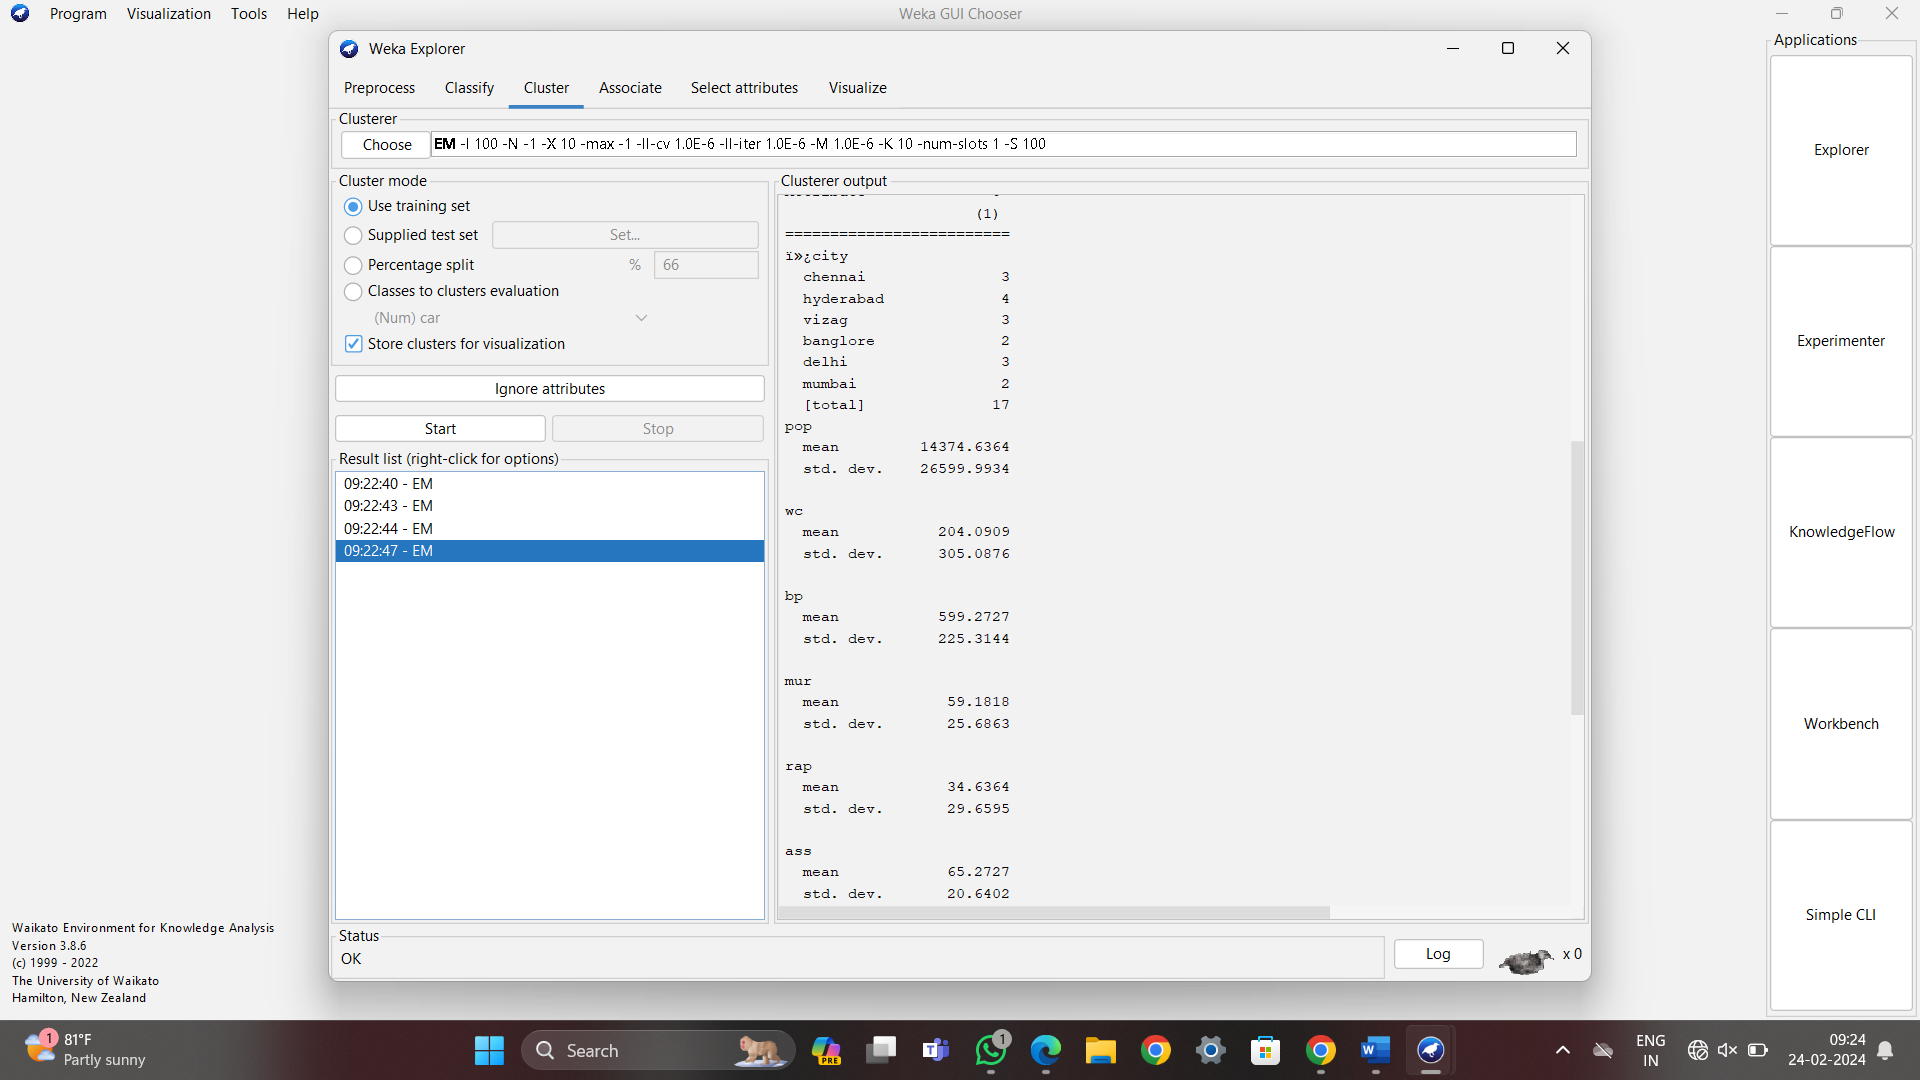 Program Visualization Tools Help
Weka GUI Chooser
Applications
Weka Explorer
Preprocess Classify Cluster Associate Select attributes Visualize
Clusterer
Choose EM -I 100 -N -1 -X 10 -max -1 -ll-cv 1.0E-6 -ll-iter 1.0E-6 -M 1.0E-6 -K 10 -num-slots 1 -S 100
Cluster mode
Use training set
Supplied test set Set...
Percentage split % 66
Classes to clusters evaluation
(Num) car
Store clusters for visualization
Ignore attributes
Start Stop
Result list (right-click for options)
09:22:40 - EM
09:22:43 - EM
09:22:44 - EM
09:22:47 - EM
Clusterer output
(1)
=========================
ï»¿city
chennai 3
hyderabad 4
vizag 3
banglore 2
delhi 3
mumbai 2
[total] 17
pop
mean 14374.6364
std. dev. 26599.9934
wc
mean 204.0909
std. dev. 305.0876
bp
mean 599.2727
std. dev. 225.3144
mur
mean 59.1818
std. dev. 25.6863
rap
mean 34.6364
std. dev. 29.6595
ass
mean 65.2727
std. dev. 20.6402
Status
OK
Log x 0
Explorer
Experimenter
KnowledgeFlow
Workbench
Simple CLI
Waikato Environment for Knowledge Analysis
Version 3.8.6
(c) 1999 - 2022
The University of Waikato
Hamilton, New Zealand
1
81°F
Partly sunny
Search
PRE
1
ENG
IN
09:24
24-02-2024